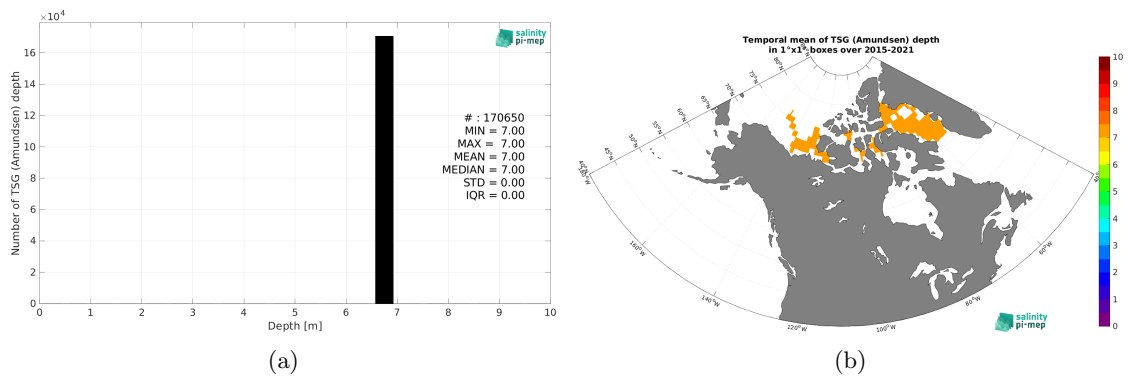 ×10⁴
16
14
12
10
8
6
4
2
0
Number of TSG (Amundsen) depth
0 1 2 3 4 5 6 7 8 9 10
Depth [m]
salinity
pi-mep
# : 170650
MIN = 7.00
MAX = 7.00
MEAN = 7.00
MEDIAN = 7.00
STD = 0.00
IQR = 0.00
(a)
Temporal mean of TSG (Amundsen) depth
in 1°x1° boxes over 2015-2021
80°N
75°N
70°N
65°N
60°N
55°N
50°N
45°N
160°W
140°W
120°W
100°W
80°W
60°W
10
9
8
7
6
5
4
3
2
1
0
salinity
pi-mep
(b)